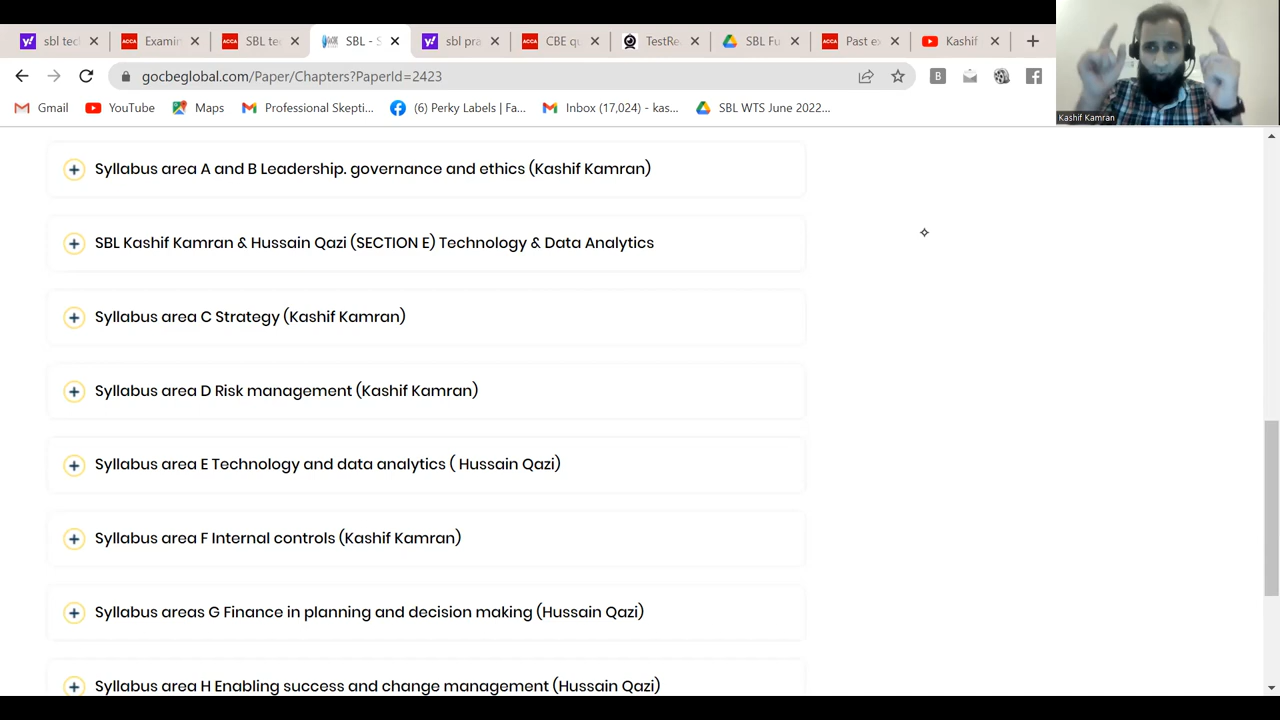 sbl tec
Examin
SBL te
SBL - S
sbl pra
CBE qu
TestRe
SBL Fu
Past e
Kashif
gocbeglobal.com/Paper/Chapters?PaperId=2423
Gmail
YouTube
Maps
Professional Skepti...
(6) Perky Labels | Fa...
Inbox (17,024) - kas...
SBL WTS June 2022...
Kashif Kamran
Syllabus area A and B Leadership. governance and ethics (Kashif Kamran)
SBL Kashif Kamran & Hussain Qazi (SECTION E) Technology & Data Analytics
Syllabus area C Strategy (Kashif Kamran)
Syllabus area D Risk management (Kashif Kamran)
Syllabus area E Technology and data analytics ( Hussain Qazi)
Syllabus area F Internal controls (Kashif Kamran)
Syllabus areas G Finance in planning and decision making (Hussain Qazi)
Syllabus area H Enabling success and change management (Hussain Qazi)